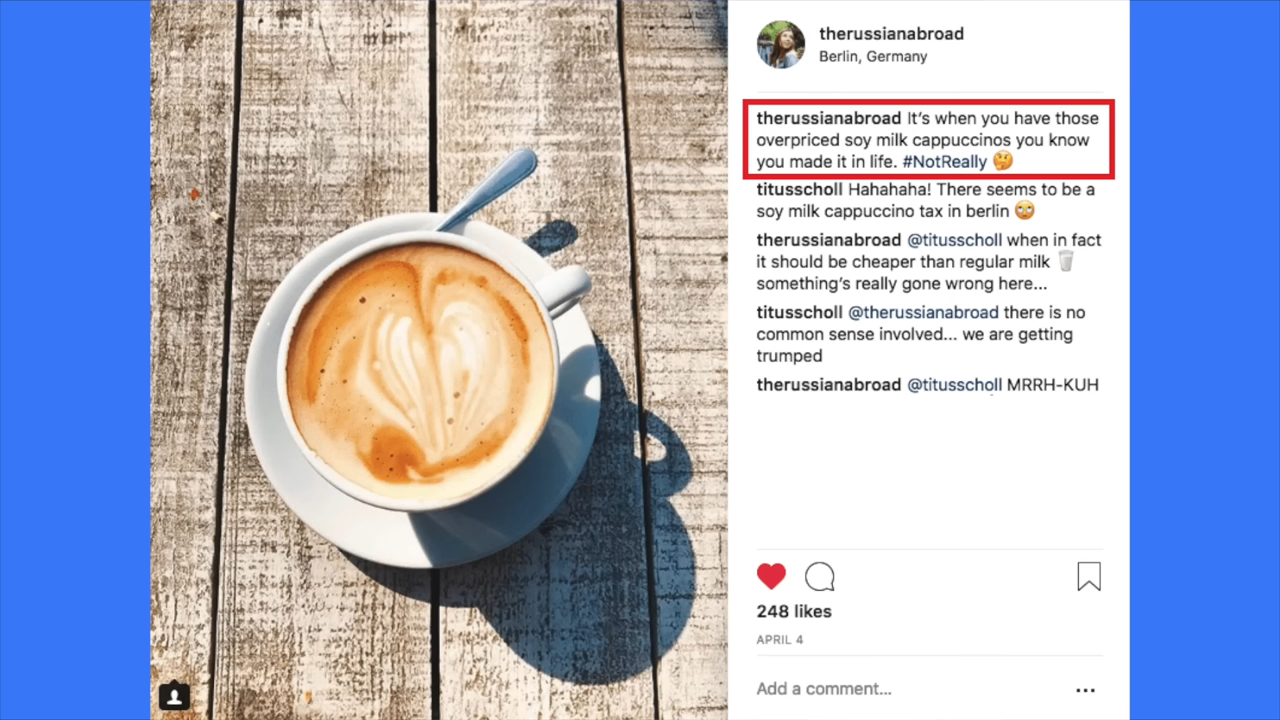 therussianabroad
Berlin, Germany
therussianabroad It's when you have those
overpriced soy milk cappuccinos you know
you made it in life. #NotReally 🤔
titusscholl Hahahaha! There seems to be a
soy milk cappuccino tax in berlin 🙄
therussianabroad @titusscholl when in fact
it should be cheaper than regular milk 🥛
something's really gone wrong here...
titusscholl @therussianabroad there is no
common sense involved... we are getting
trumped
therussianabroad @titusscholl MRRH-KUH
248 likes
APRIL 4
Add a comment...